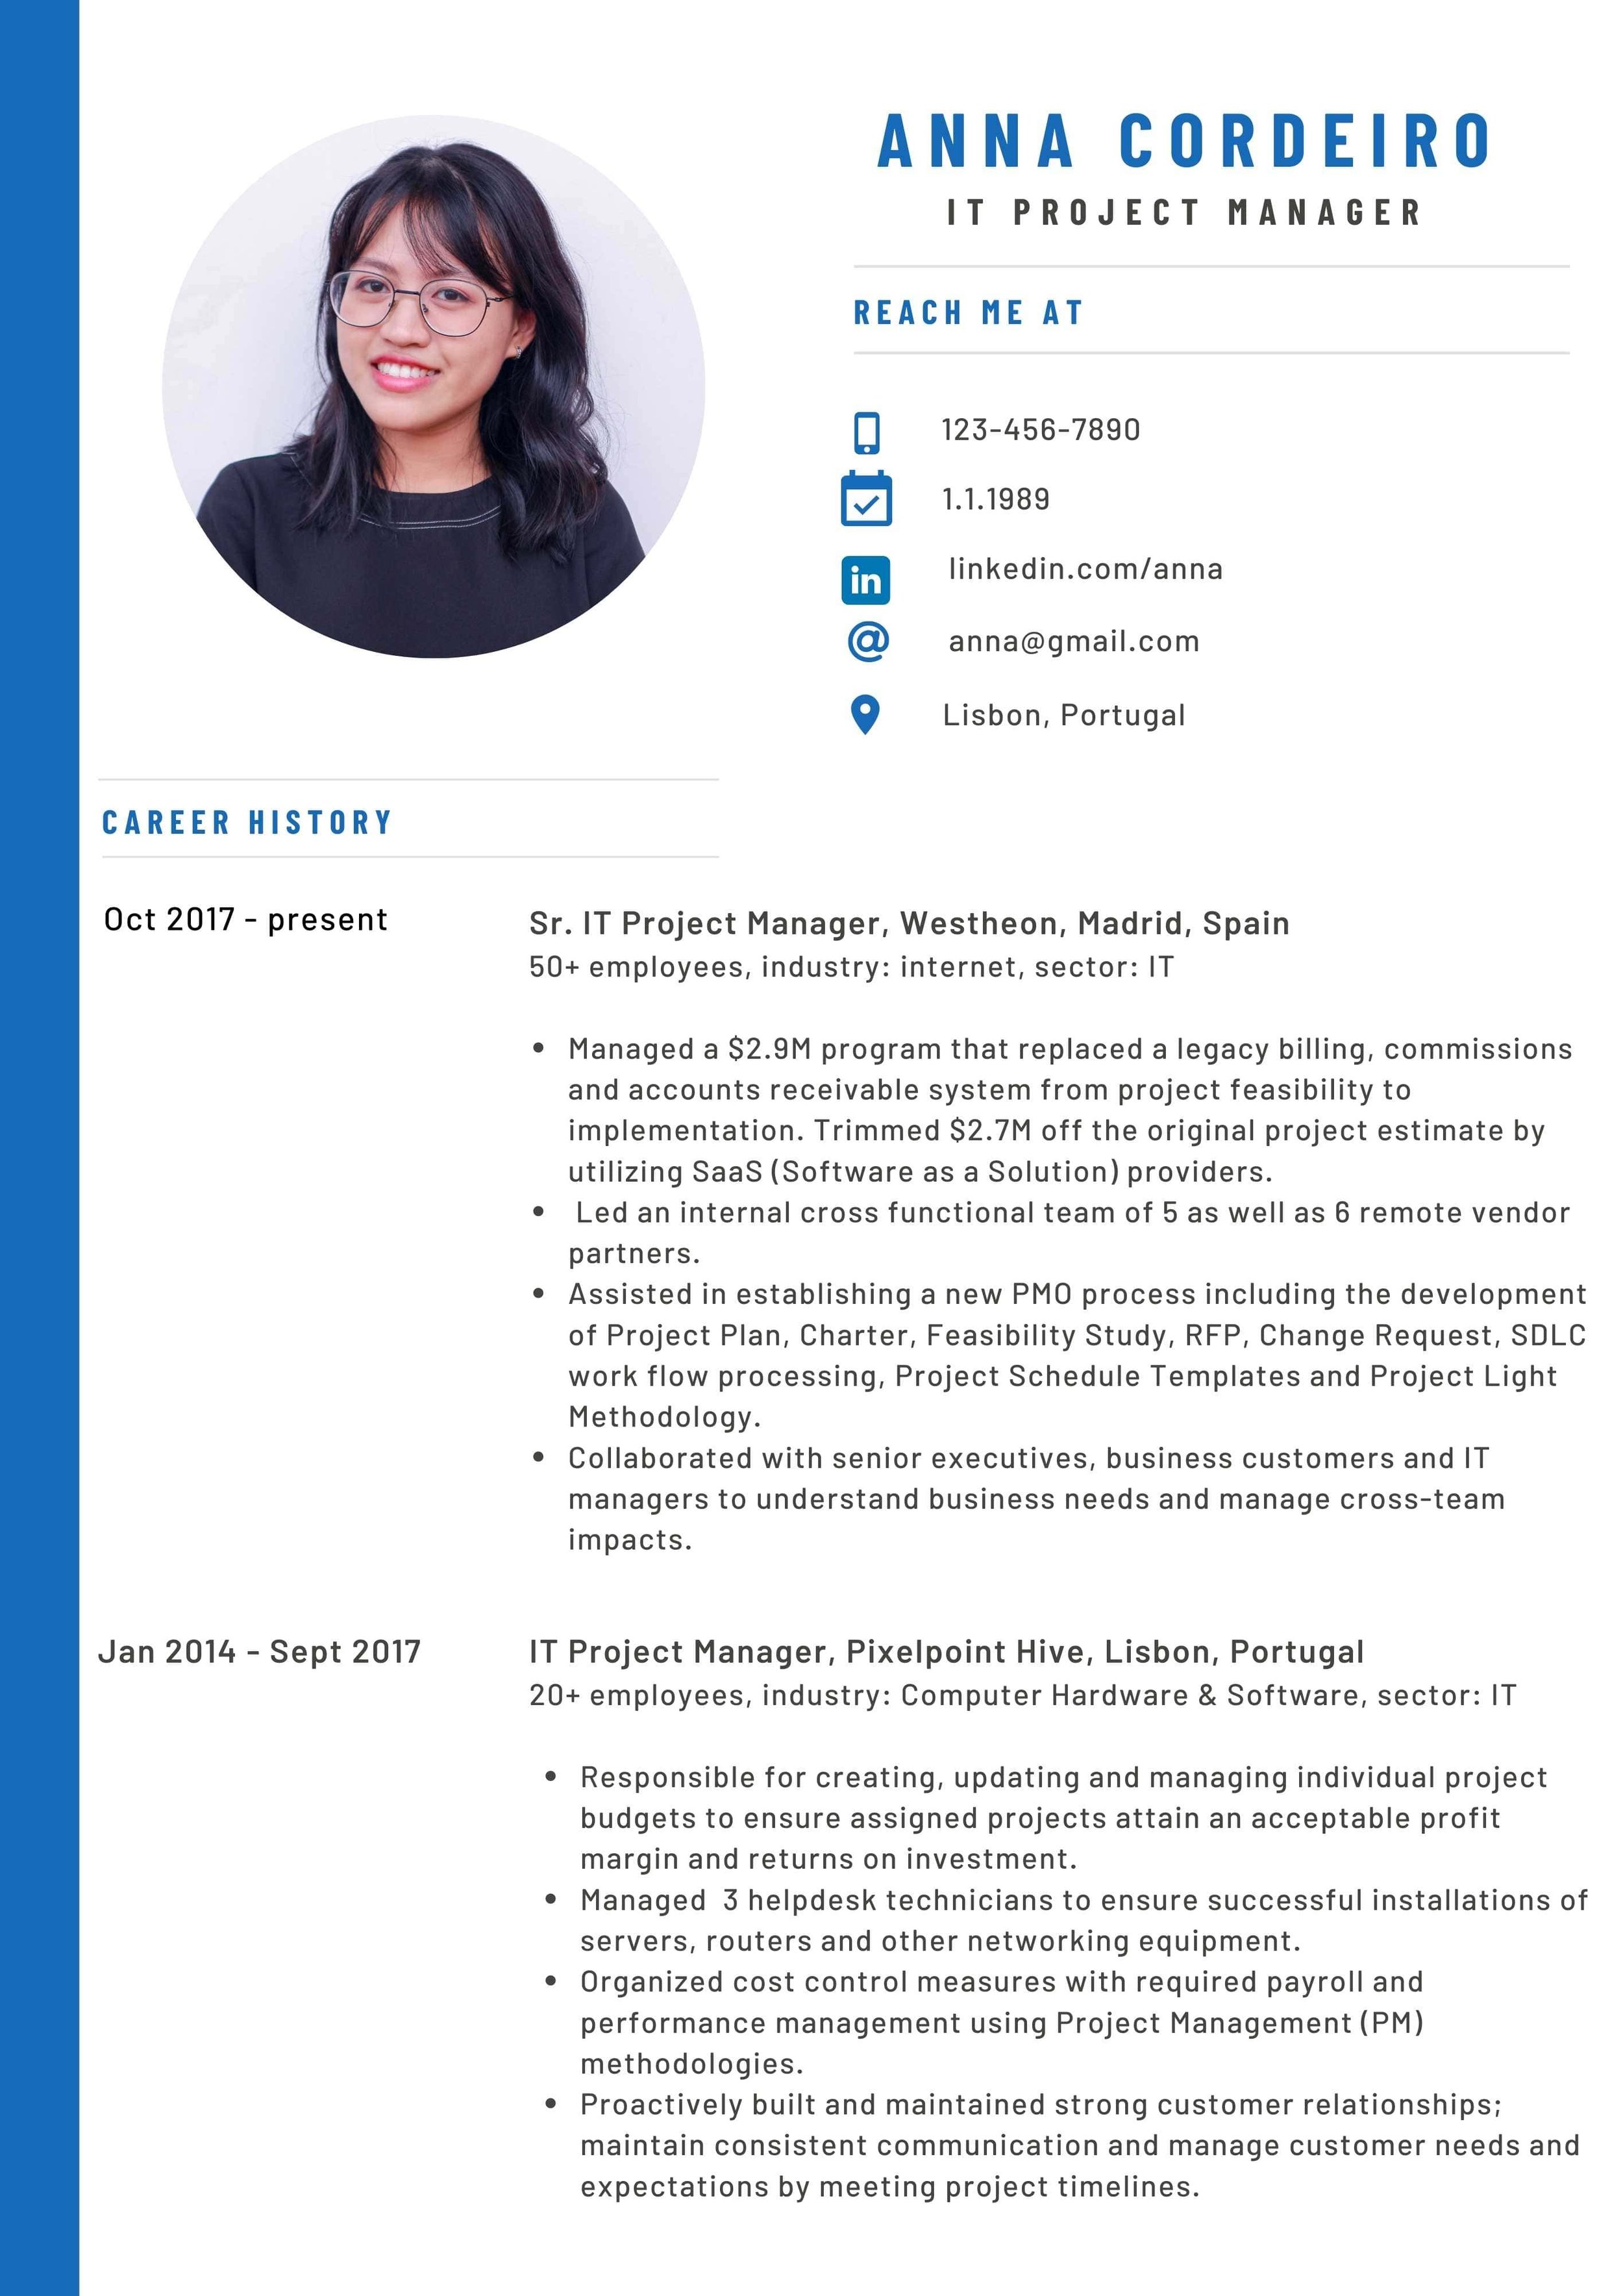 ANNA CORDEIRO
IT PROJECT MANAGER
REACH ME AT
123-456-7890
1.1.1989
in linkedin.com/anna
@ anna@gmail.com
Lisbon, Portugal
CAREER HISTORY
Oct 2017 - present
Sr. IT Project Manager, Westheon, Madrid, Spain
50+ employees, industry: internet, sector: IT
• Managed a $2.9M program that replaced a legacy billing, commissions
and accounts receivable system from project feasibility to
implementation. Trimmed $2.7M off the original project estimate by
utilizing SaaS (Software as a Solution) providers.
• Led an internal cross functional team of 5 as well as 6 remote vendor
partners.
• Assisted in establishing a new PMO process including the development
of Project Plan, Charter, Feasibility Study, RFP, Change Request, SDLC
work flow processing, Project Schedule Templates and Project Light
Methodology.
• Collaborated with senior executives, business customers and IT
managers to understand business needs and manage cross-team
impacts.
Jan 2014 - Sept 2017
IT Project Manager, Pixelpoint Hive, Lisbon, Portugal
20+ employees, industry: Computer Hardware & Software, sector: IT
• Responsible for creating, updating and managing individual project
budgets to ensure assigned projects attain an acceptable profit
margin and returns on investment.
• Managed  3 helpdesk technicians to ensure successful installations of
servers, routers and other networking equipment.
• Organized cost control measures with required payroll and
performance management using Project Management (PM)
methodologies.
• Proactively built and maintained strong customer relationships;
maintain consistent communication and manage customer needs and
expectations by meeting project timelines.